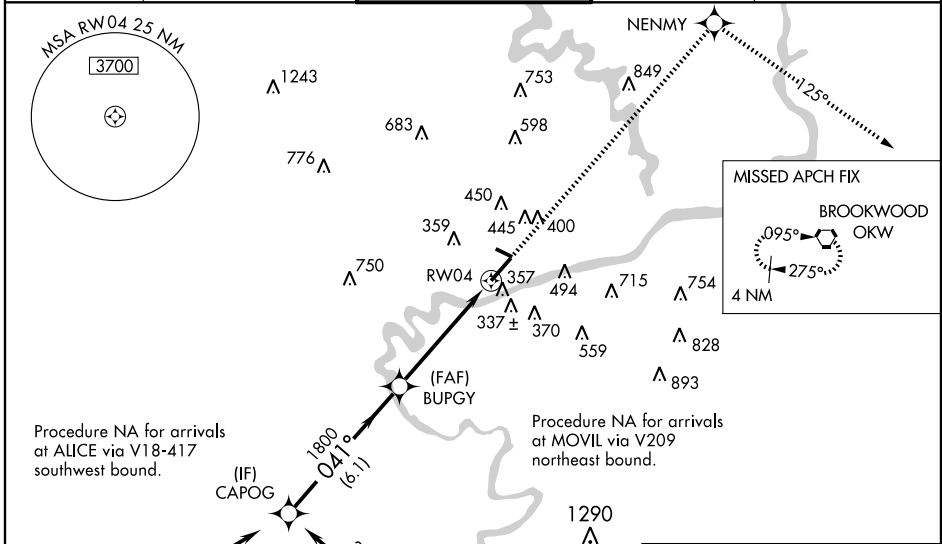 MSA RW04 25 NM
3700
NENMY
1243
753
849
125°
683
598
776
MISSED APCH FIX
BROOKWOOD
OKW
095°
275°
4 NM
450
445
400
359
RW04
357
750
494
715
754
337 ±
370
559
828
893
(FAF)
BUPGY
Procedure NA for arrivals
at ALICE via V18-417
southwest bound.
Procedure NA for arrivals
at MOVIL via V209
northeast bound.
1800
041°
(6.1)
(IF)
CAPOG
1290